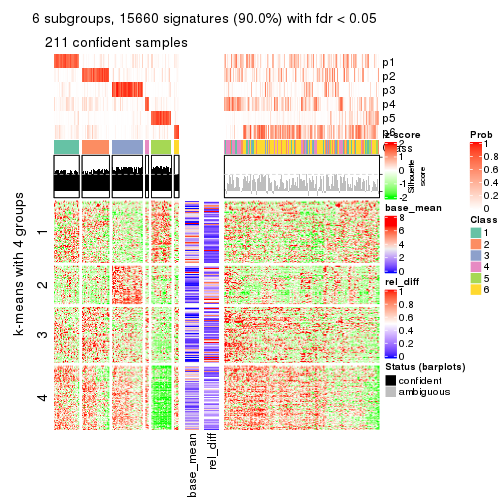 6 subgroups, 15660 signatures (90.0%) with fdr < 0.05
211 confident samples
p1
p2
p3
p4
p5
p6
Class
Silhouette
score
k-means with 4 groups
1
2
3
4
base_mean
rel_diff
z-score
2
1
0
-1
-2
base_mean
8
6
4
2
0
rel_diff
1
0.8
0.6
0.4
0.2
0
Status (barplots)
confident
ambiguous
Prob
1
0.8
0.6
0.4
0.2
0
Class
1
2
3
4
5
6